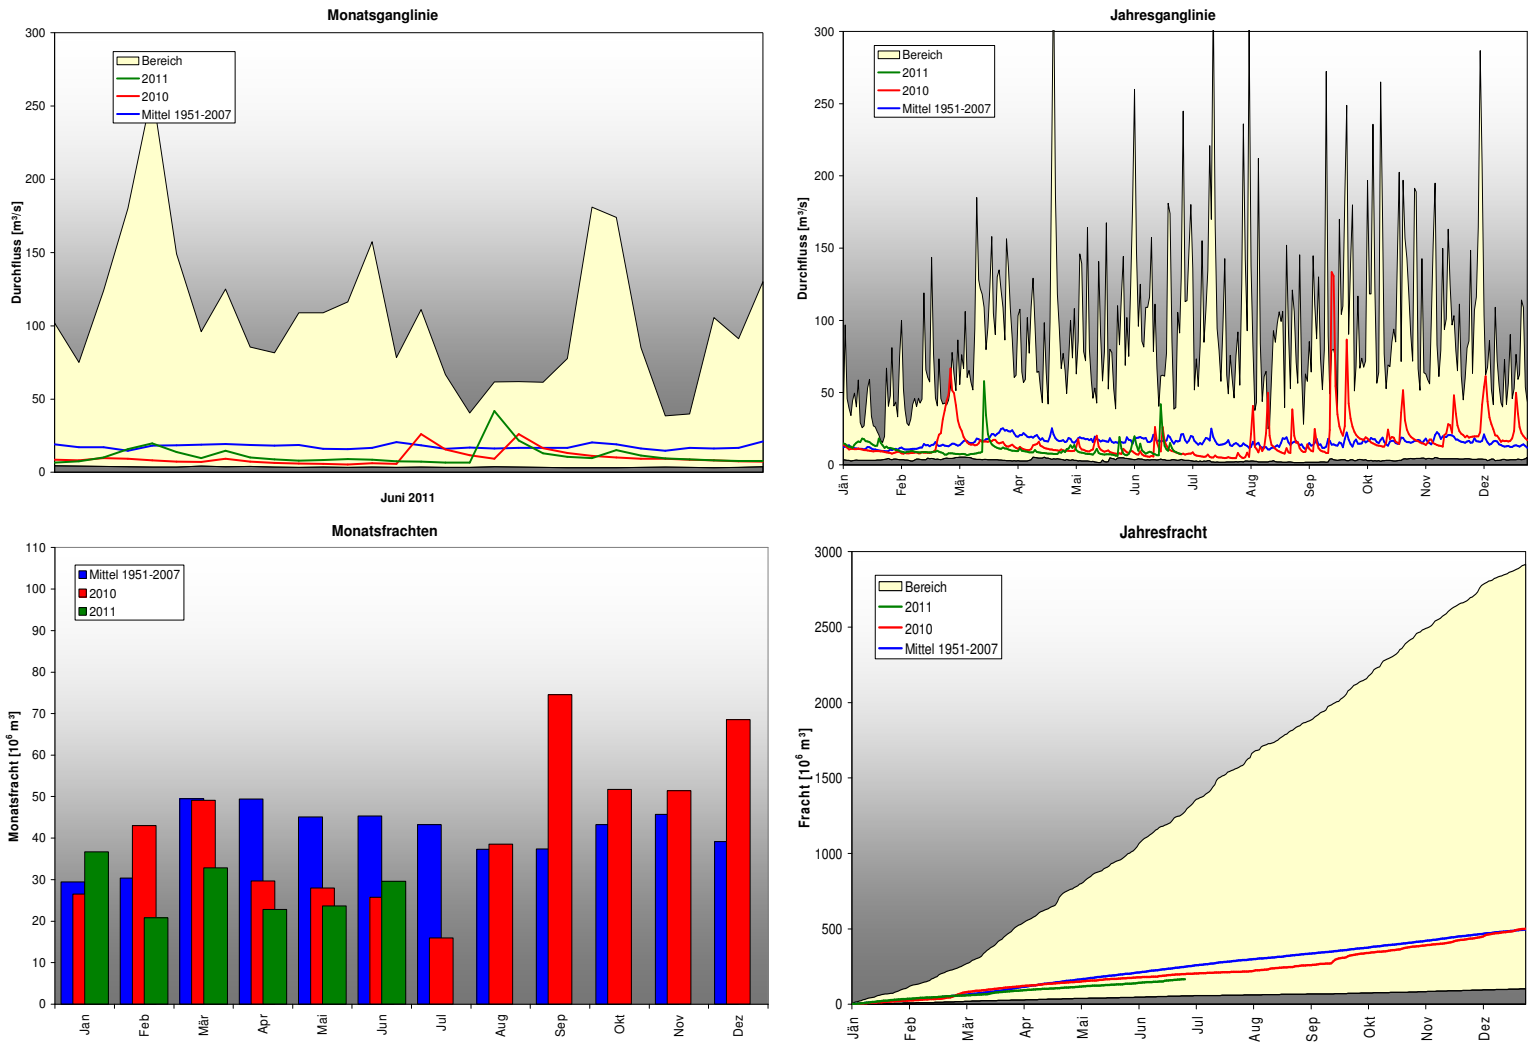 Monatsganglinie
300
250
200
150
100
50
0
Durchfluss [m³/s]
Bereich
2011
2010
Mittel 1951-2007
Juni 2011
Jahresganglinie
300
250
200
150
100
50
0
Durchfluss [m³/s]
Bereich
2011
2010
Mittel 1951-2007
Jän
Feb
Mär
Apr
Mai
Jun
Jul
Aug
Sep
Okt
Nov
Dez
Monatsfrachten
110
100
90
80
70
60
50
40
30
20
10
0
Monatsfracht [10⁶ m³]
Mittel 1951-2007
2010
2011
Jan
Feb
Mär
Apr
Mai
Jun
Jul
Aug
Sep
Okt
Nov
Dez
Jahresfracht
3000
2500
2000
1500
1000
500
0
Fracht [10⁶ m³]
Bereich
2011
2010
Mittel 1951-2007
Jän
Feb
Mär
Apr
Mai
Jun
Jul
Aug
Sep
Okt
Nov
Dez